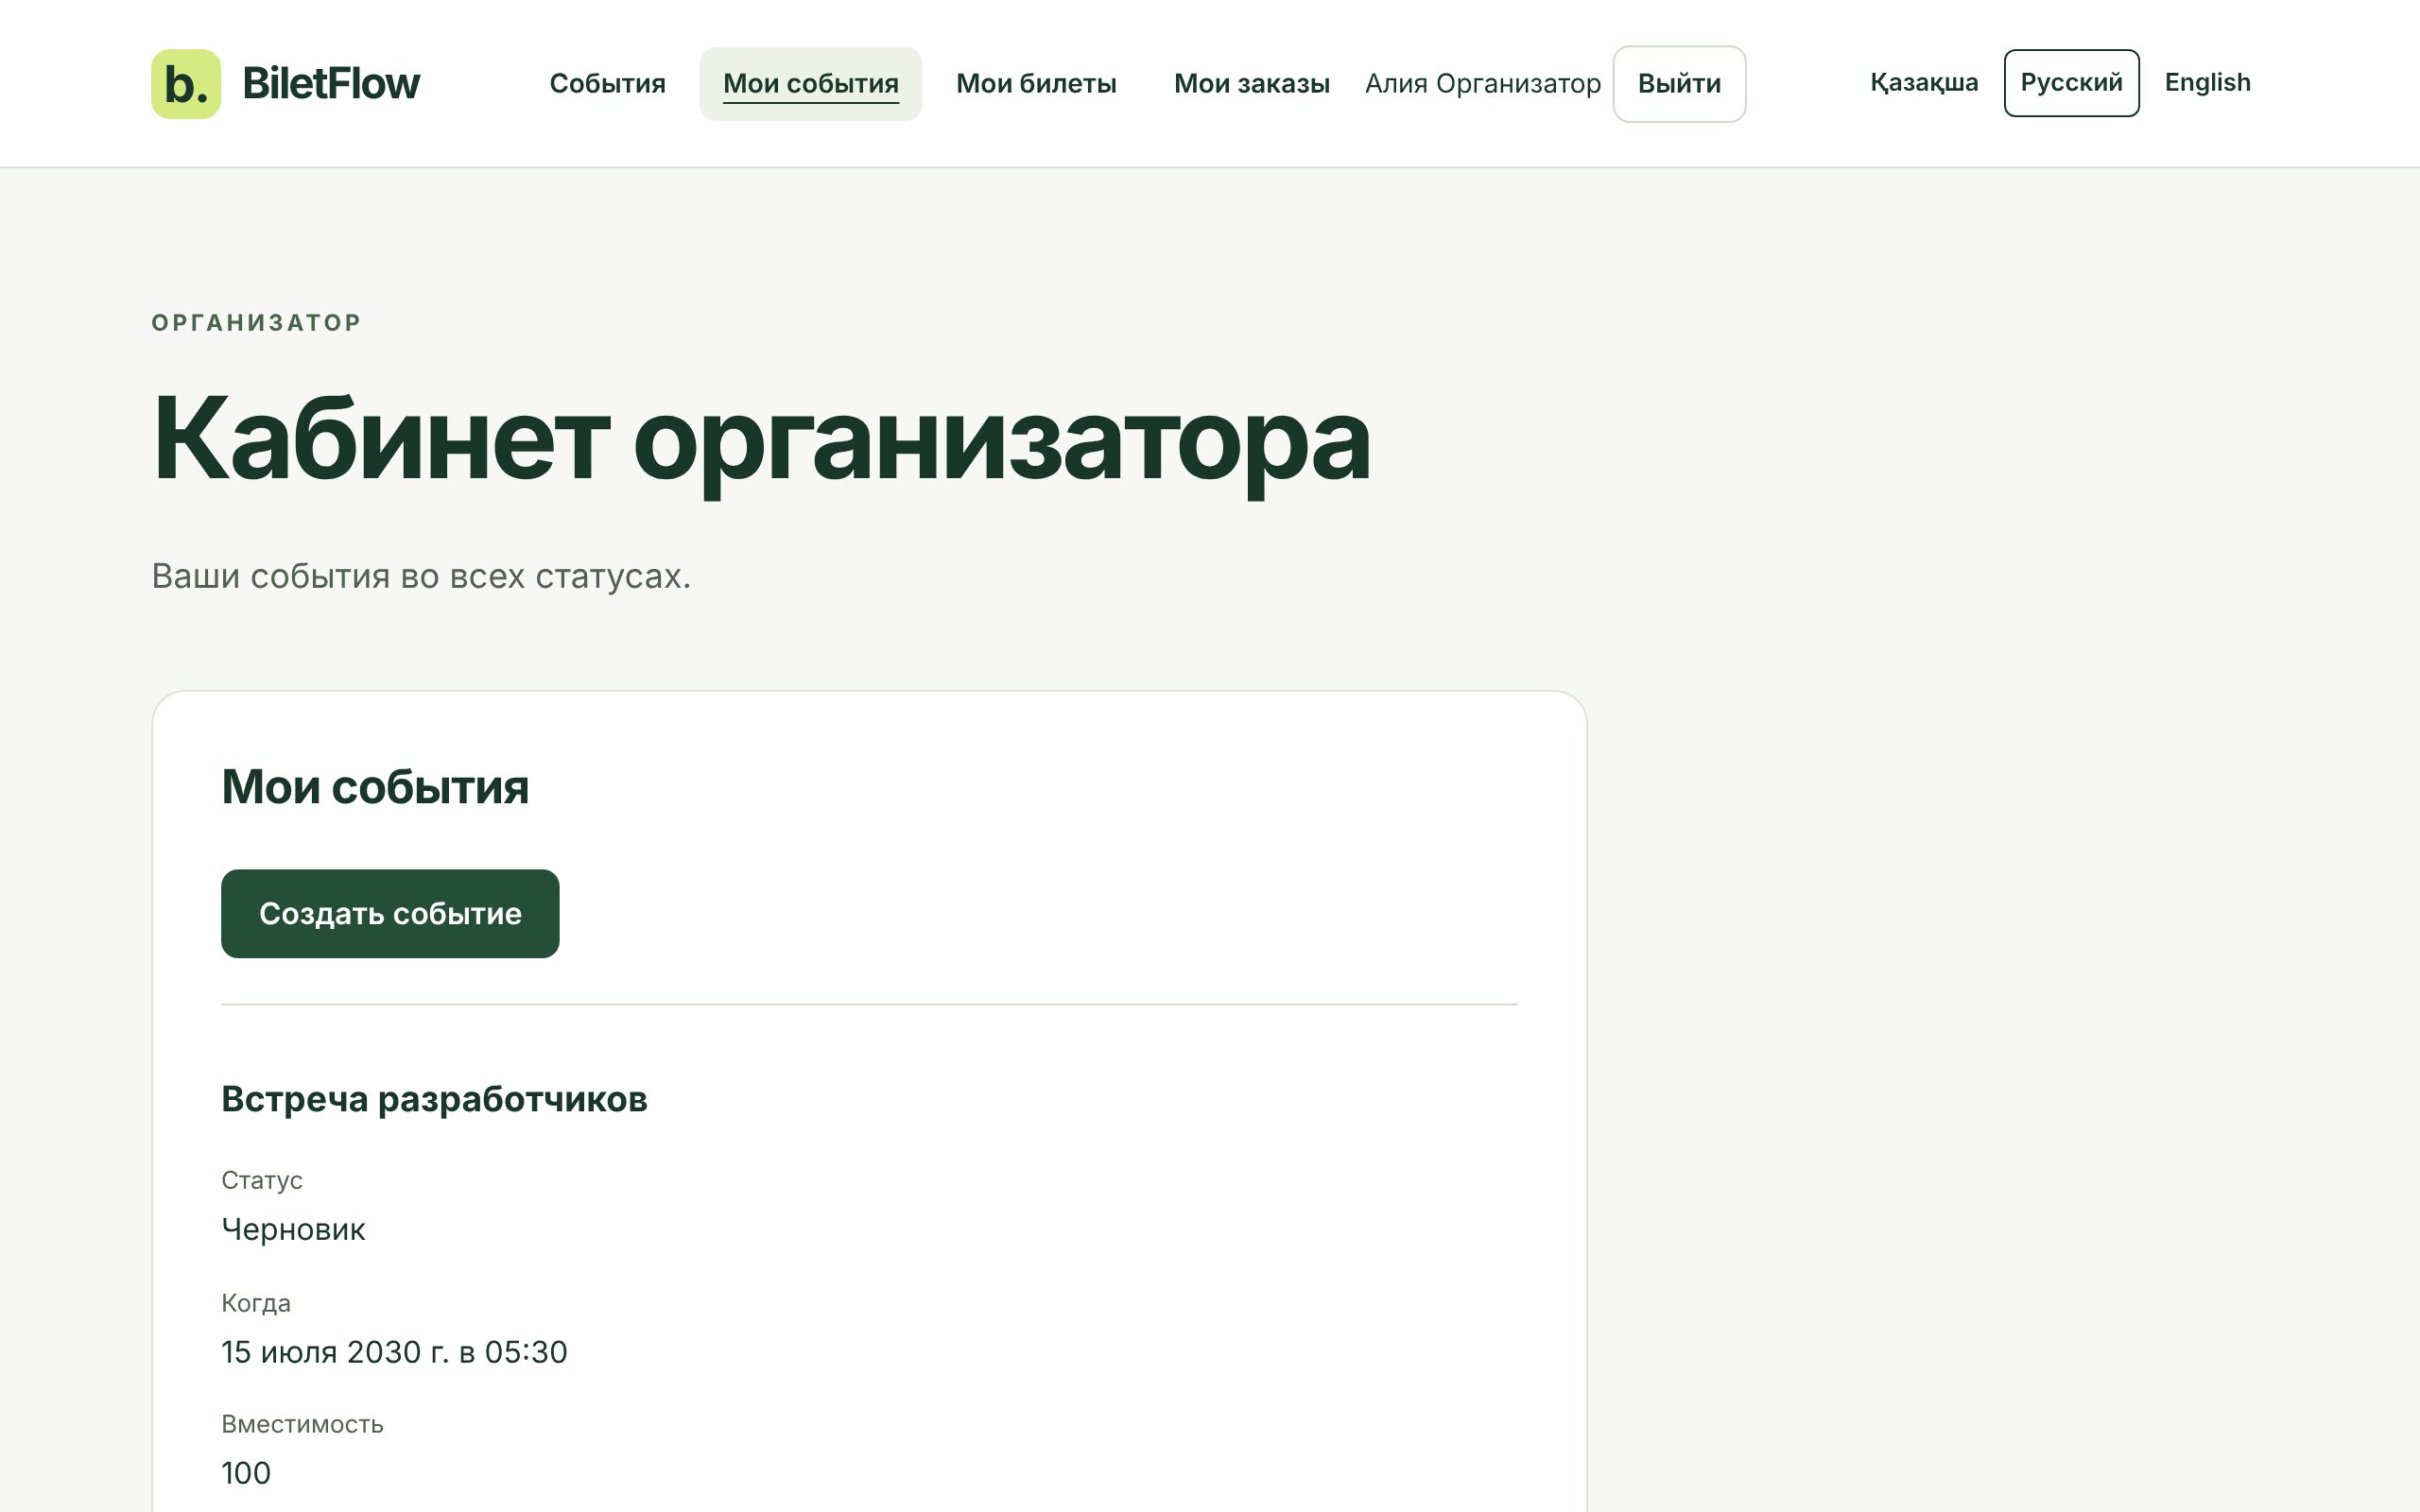 b. BiletFlow События Мои события Мои билеты Мои заказы Алия Организатор Выйти Қазақша Русский English
ОРГАНИЗАТОР
Кабинет организатора
Ваши события во всех статусах.
Мои события
Создать событие
Встреча разработчиков
Статус
Черновик
Когда
15 июля 2030 г. в 05:30
Вместимость
100